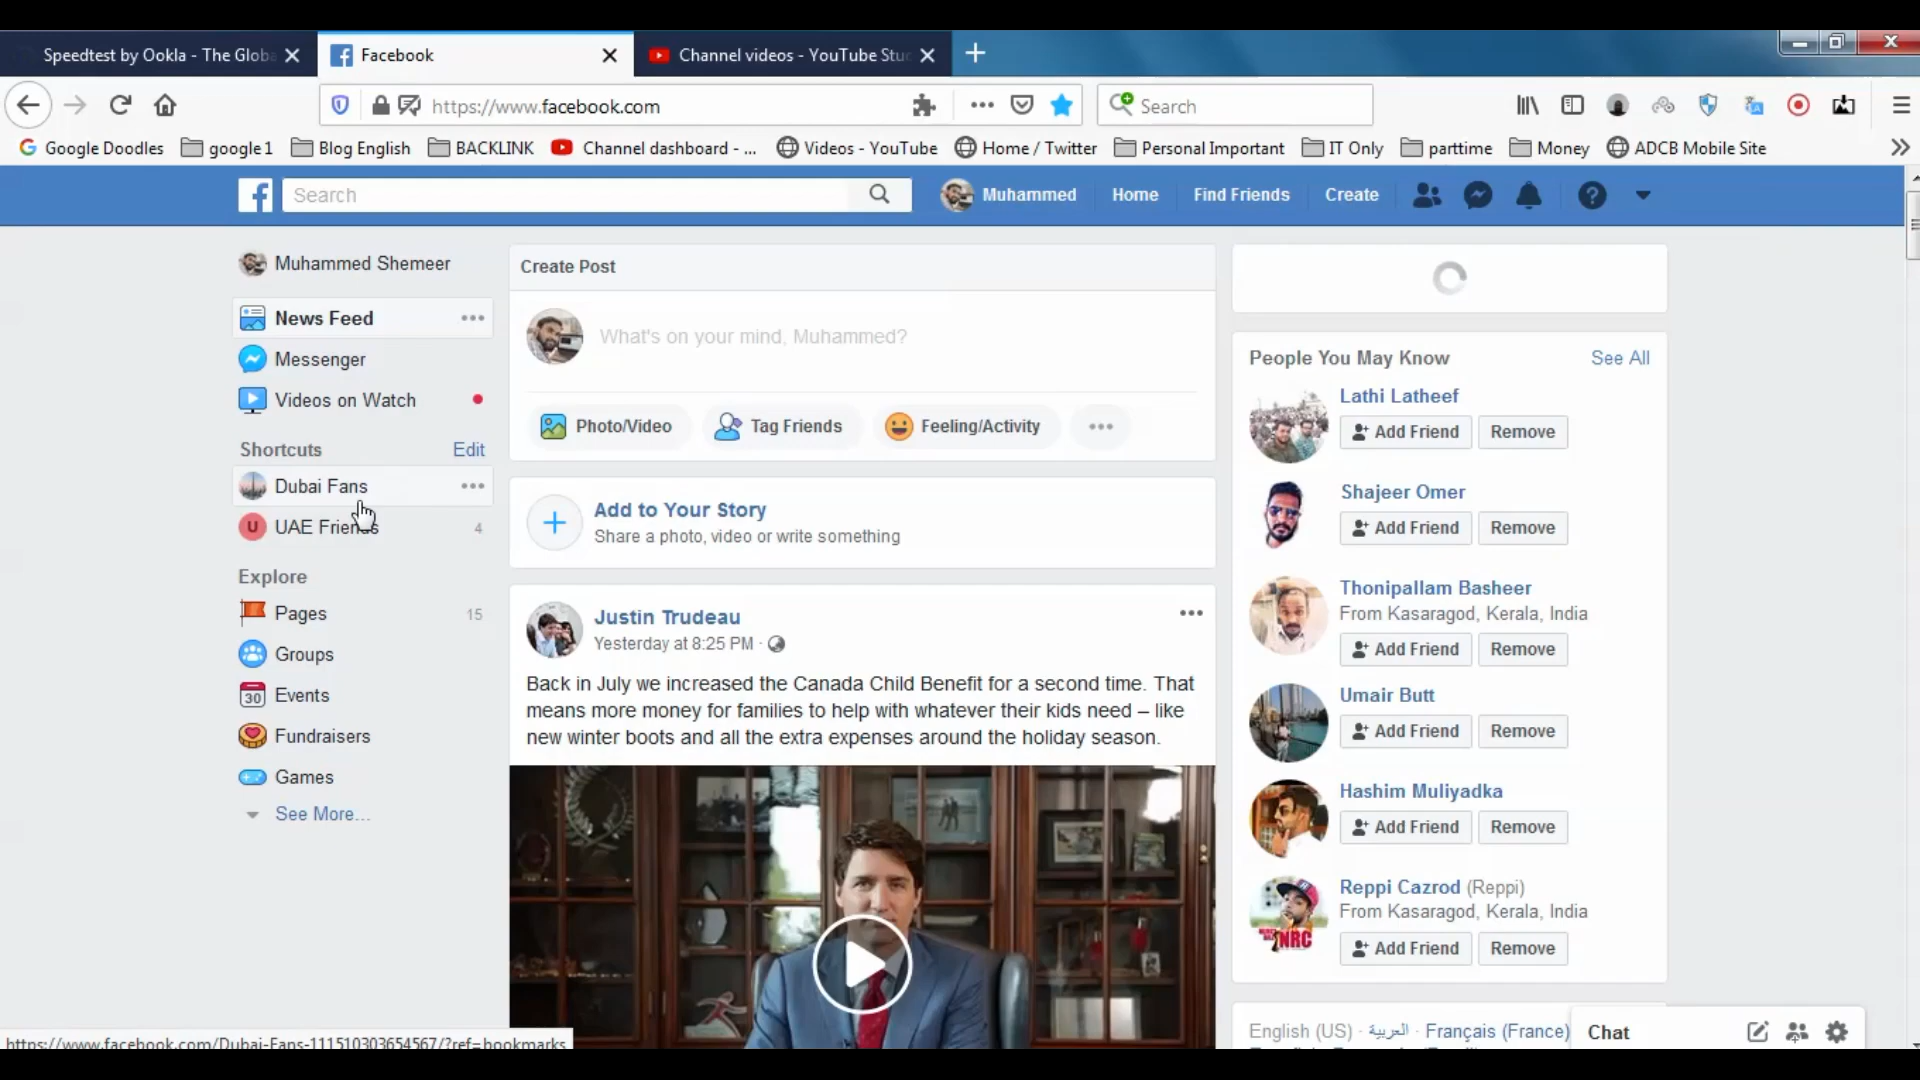 Speedtest by Ookla - The Globa
Facebook
Channel videos - YouTube Stud
https://www.facebook.com
Search
Google Doodles
google1
Blog English
BACKLINK
Channel dashboard - ...
Videos - YouTube
Home / Twitter
Personal Important
IT Only
parttime
Money
ADCB Mobile Site
Search
Muhammed
Home
Find Friends
Create
Muhammed Shemeer
News Feed
Messenger
Videos on Watch
Shortcuts
Edit
Dubai Fans
U
UAE Friends
4
Explore
Pages
15
Groups
30
Events
Fundraisers
Games
See More...
Create Post
What's on your mind, Muhammed?
Photo/Video
Tag Friends
Feeling/Activity
Add to Your Story
Share a photo, video or write something
Justin Trudeau
Yesterday at 8:25 PM ·
Back in July we increased the Canada Child Benefit for a second time. That
means more money for families to help with whatever their kids need – like
new winter boots and all the extra expenses around the holiday season.
People You May Know
See All
Lathi Latheef
Add Friend
Remove
Shajeer Omer
Add Friend
Remove
Thonipallam Basheer
From Kasaragod, Kerala, India
Add Friend
Remove
Umair Butt
Add Friend
Remove
Hashim Muliyadka
Add Friend
Remove
Reppi Cazrod (Reppi)
From Kasaragod, Kerala, India
NRC
Add Friend
Remove
English (US) · العربية · Français (France)
Chat
https://www.facebook.com/Dubai-Fans-111510303654567/?ref=bookmarks